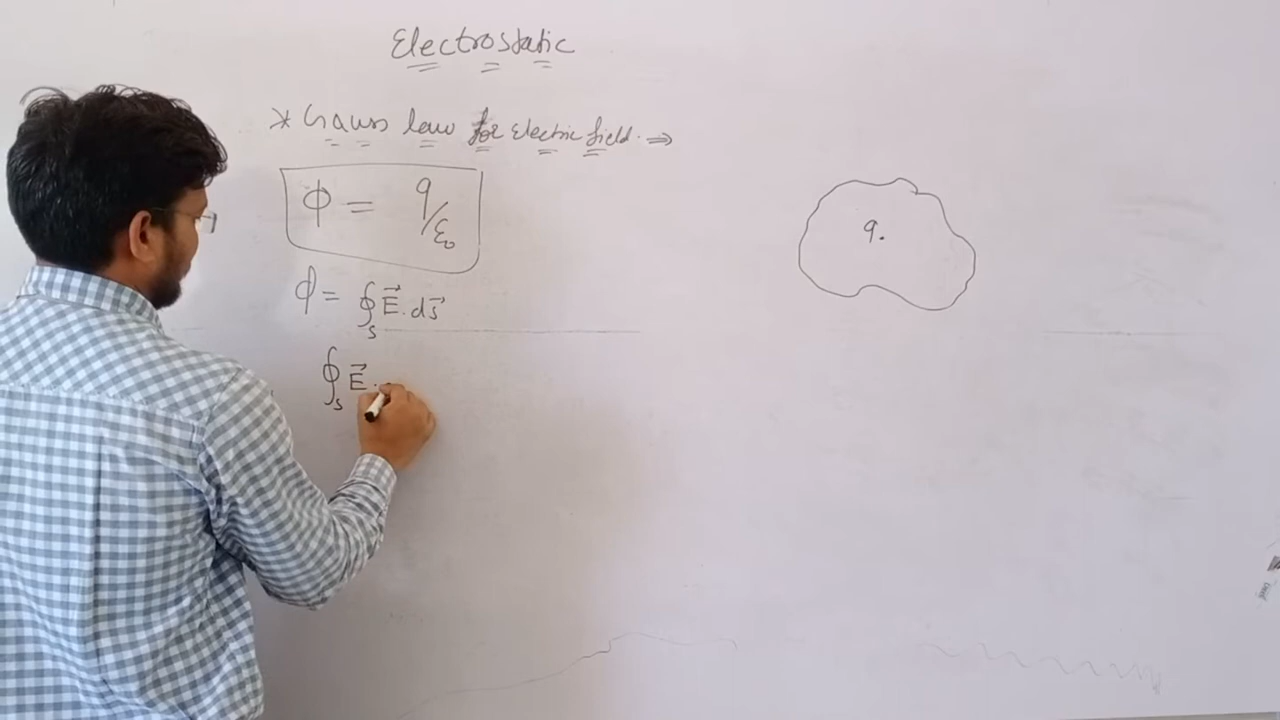 Electrostatic
* Gauss law for Electric field. ⇒
ϕ = q/ε₀
q.
ϕ = ∮ₛ E⃗. ds⃗
∮ₛ E⃗.